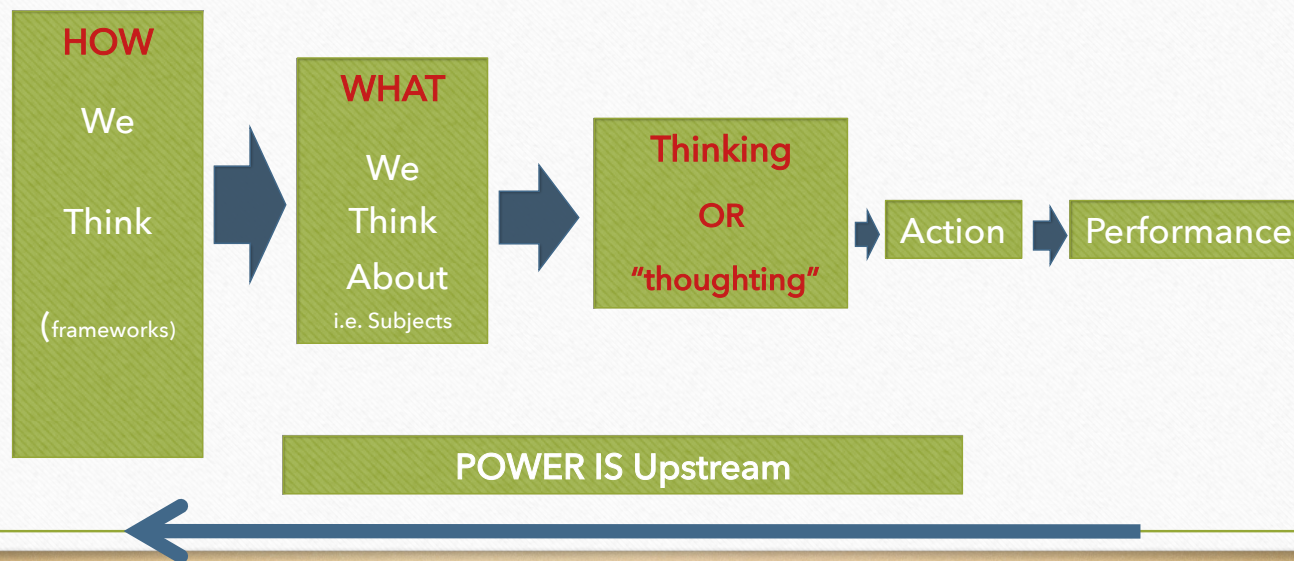 HOW
We
Think
(frameworks)
WHAT
We
Think
About
i.e. Subjects
Thinking
OR
“thoughting”
Action
Performance
POWER IS Upstream